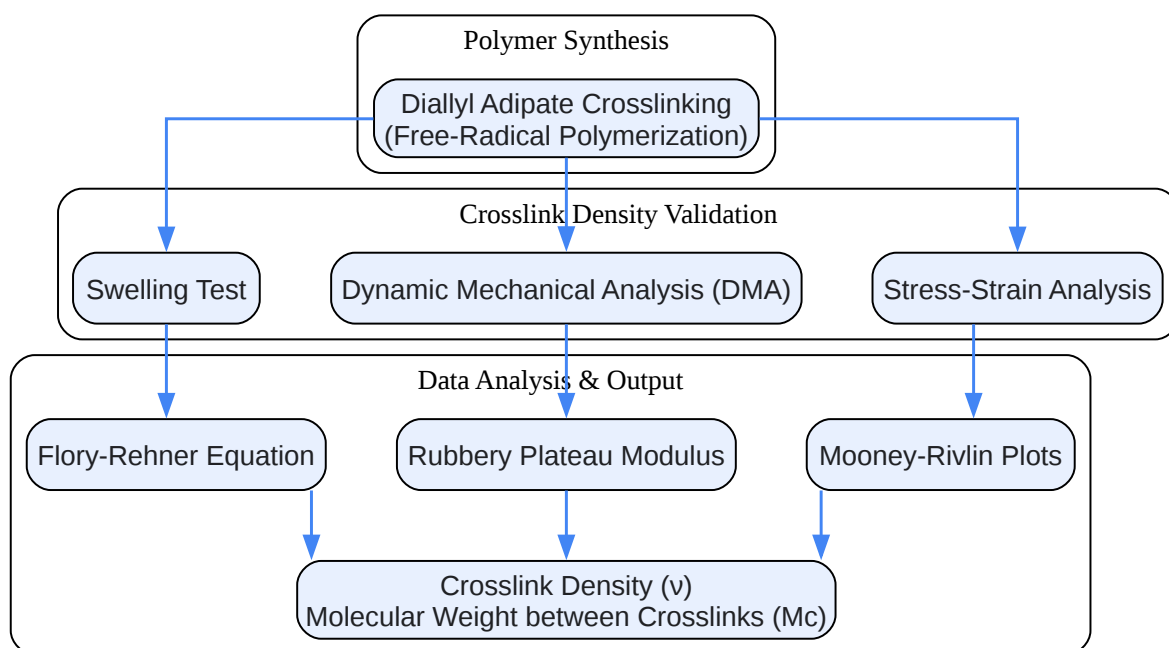 Polymer Synthesis
Diallyl Adipate Crosslinking
(Free-Radical Polymerization)
Crosslink Density Validation
Swelling Test
Dynamic Mechanical Analysis (DMA)
Stress-Strain Analysis
Data Analysis & Output
Flory-Rehner Equation
Rubbery Plateau Modulus
Mooney-Rivlin Plots
Crosslink Density (ν)
Molecular Weight between Crosslinks (Mc)